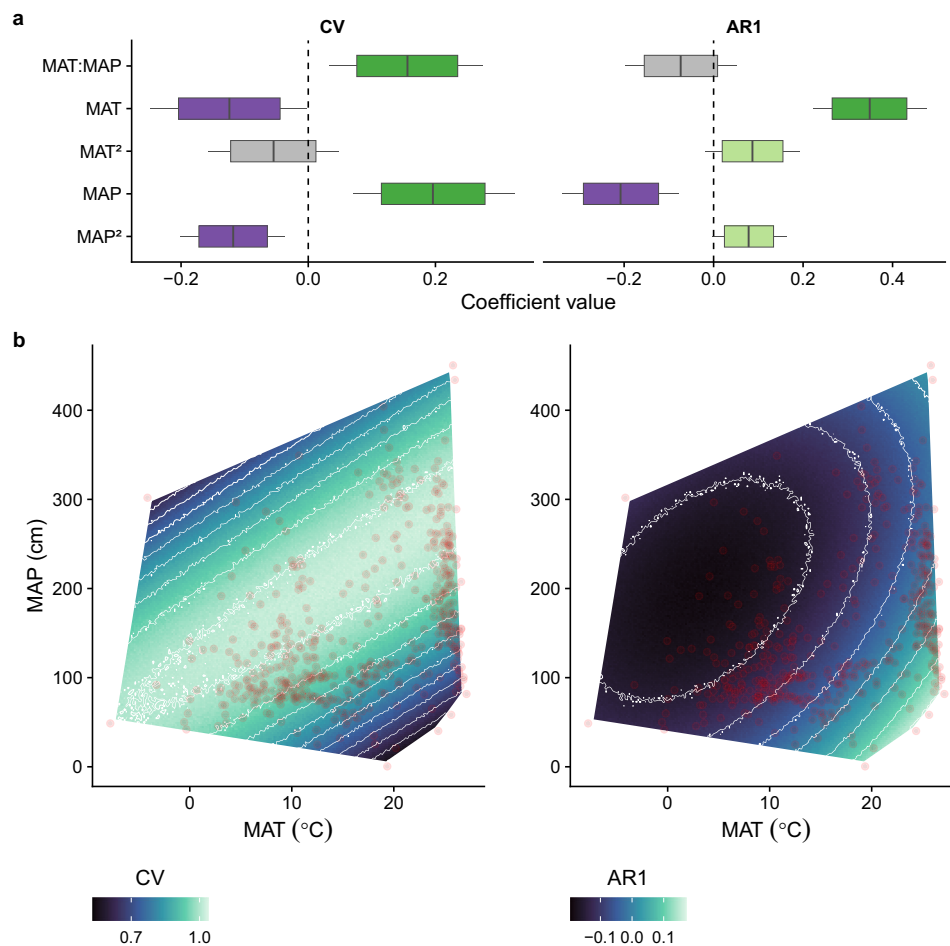 a
CV
AR1
MAT:MAP
MAT
MAT²
MAP
MAP²
−0.2 0.0 0.2
−0.2 0.0 0.2 0.4
Coefficient value
b
400
300
200
100
0
MAP (cm)
0 10 20
MAT (°C)
400
300
200
100
0
0 10 20
MAT (°C)
CV
0.7 1.0
AR1
−0.1 0.0 0.1